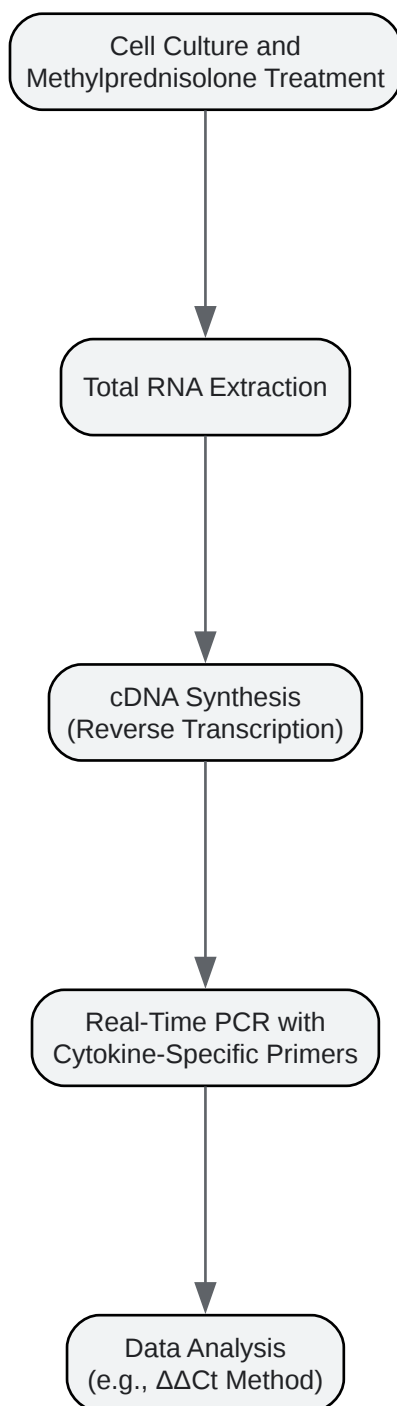 Cell Culture and
Methylprednisolone Treatment
Total RNA Extraction
cDNA Synthesis
(Reverse Transcription)
Real-Time PCR with
Cytokine-Specific Primers
Data Analysis
(e.g., ΔΔCt Method)